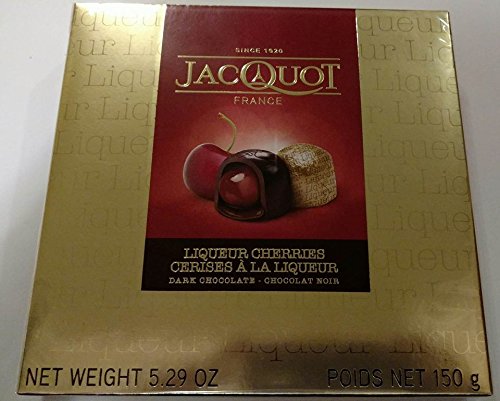 SINCE 1920
JACQUOT
FRANCE
LIQUEUR CHERRIES
CERISES À LA LIQUEUR
DARK CHOCOLATE - CHOCOLAT NOIR
NET WEIGHT 5.29 OZ
POIDS NET 150 g